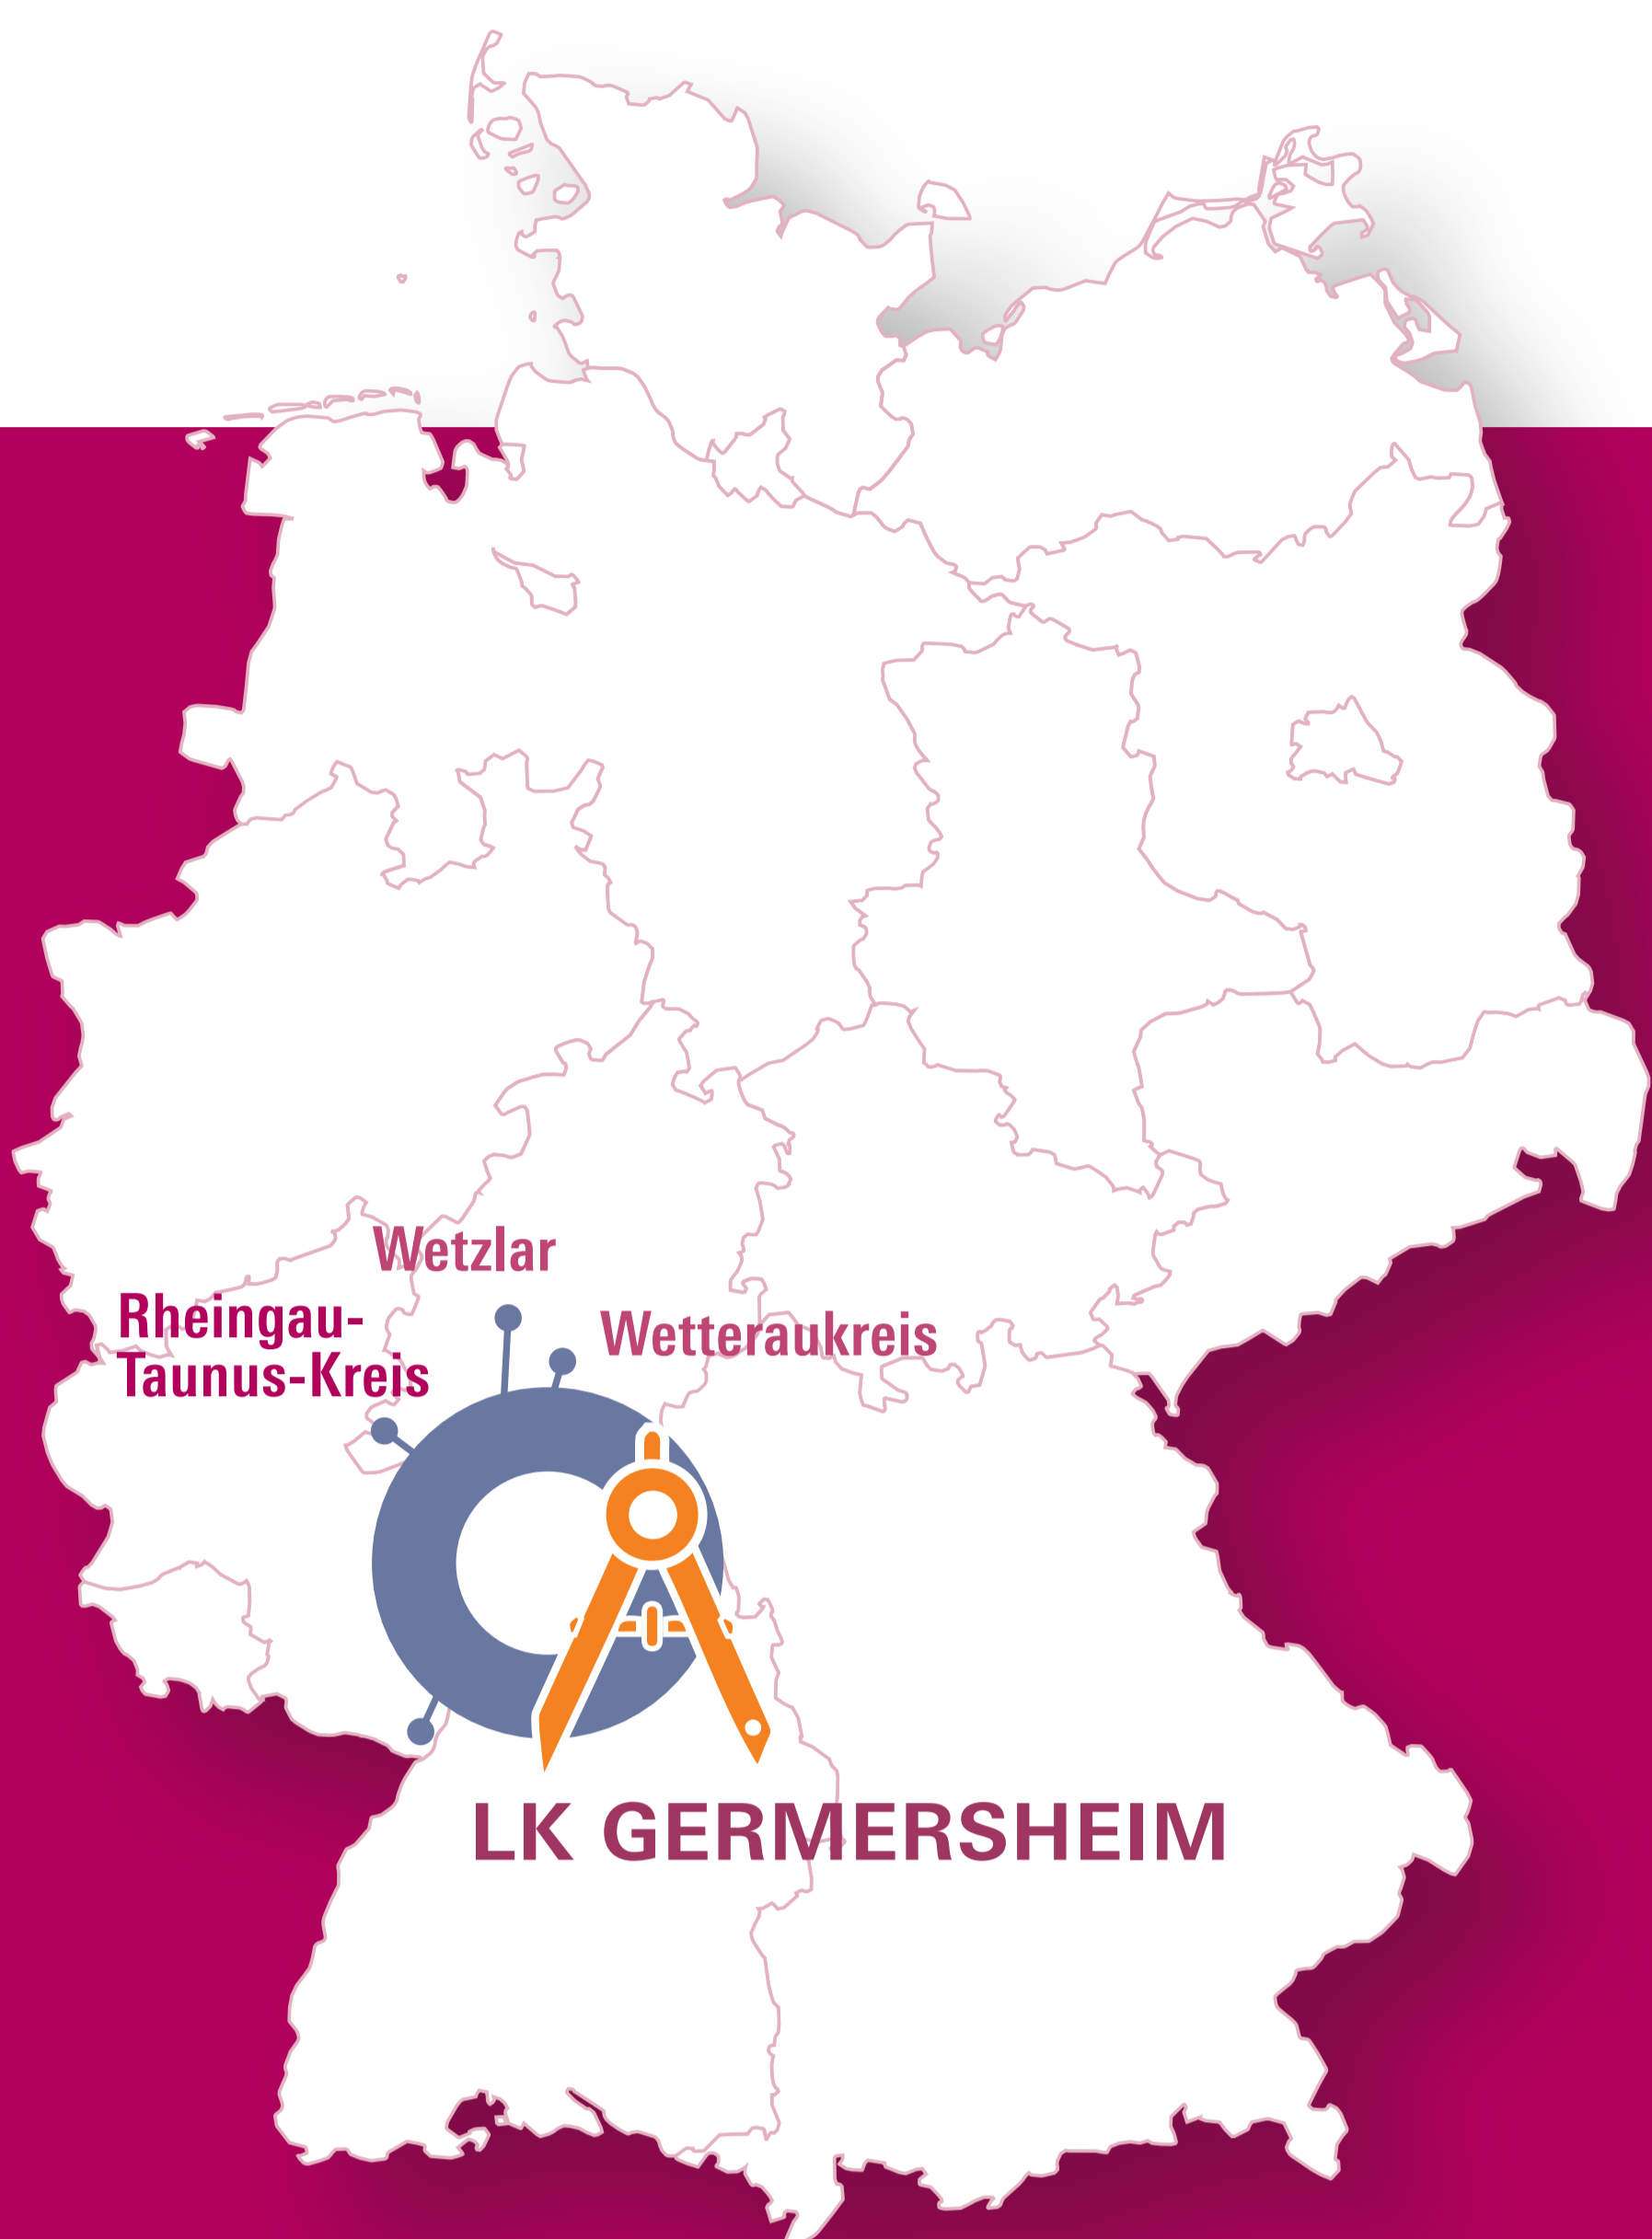 Wetzlar
Rheingau-
Taunus-Kreis
Wetteraukreis
LK GERMERSHEIM